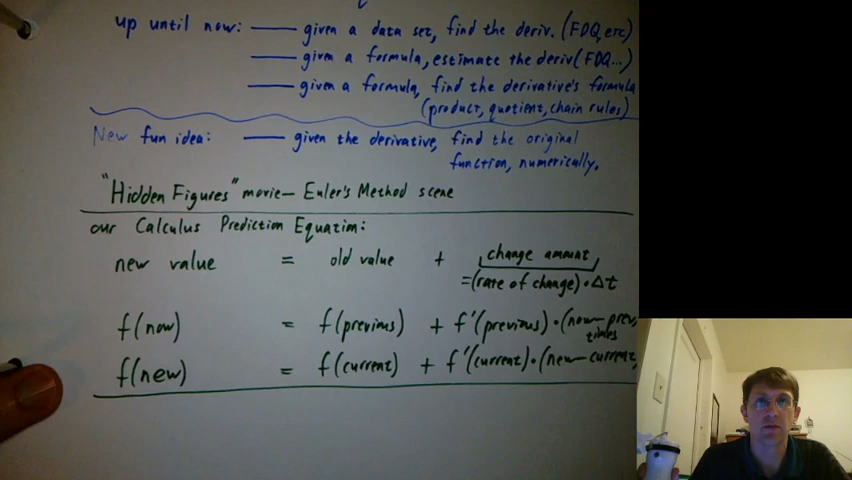 up until now: — given a data set, find the deriv. (FDQ, etc)
— given a formula, estimate the deriv (FDQ...)
— given a formula, find the derivative's formula
(product, quotient, chain rules)
New fun idea: — given the derivative, find the original
function, numerically.
"Hidden Figures" movie — Euler's Method scene
our Calculus Prediction Equation:
new value = old value + change amount
=(rate of change)•Δt
f(now) = f(previous) + f'(previous)•(now-prev.
times
f(new) = f(current) + f'(current)•(new-current,